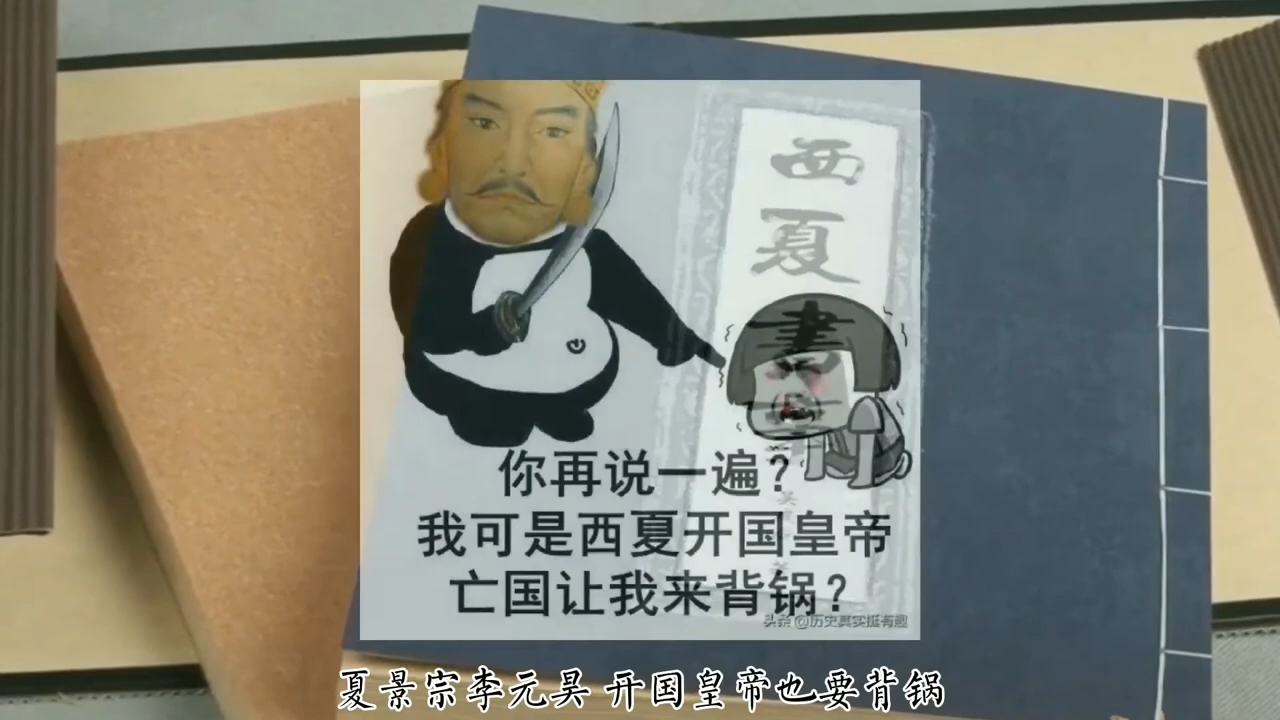 西夏書事
你再说一遍？
我可是西夏开国皇帝
亡国让我来背锅？
头条 @历史真实挺有趣
夏景宗李元昊 开国皇帝也要背锅